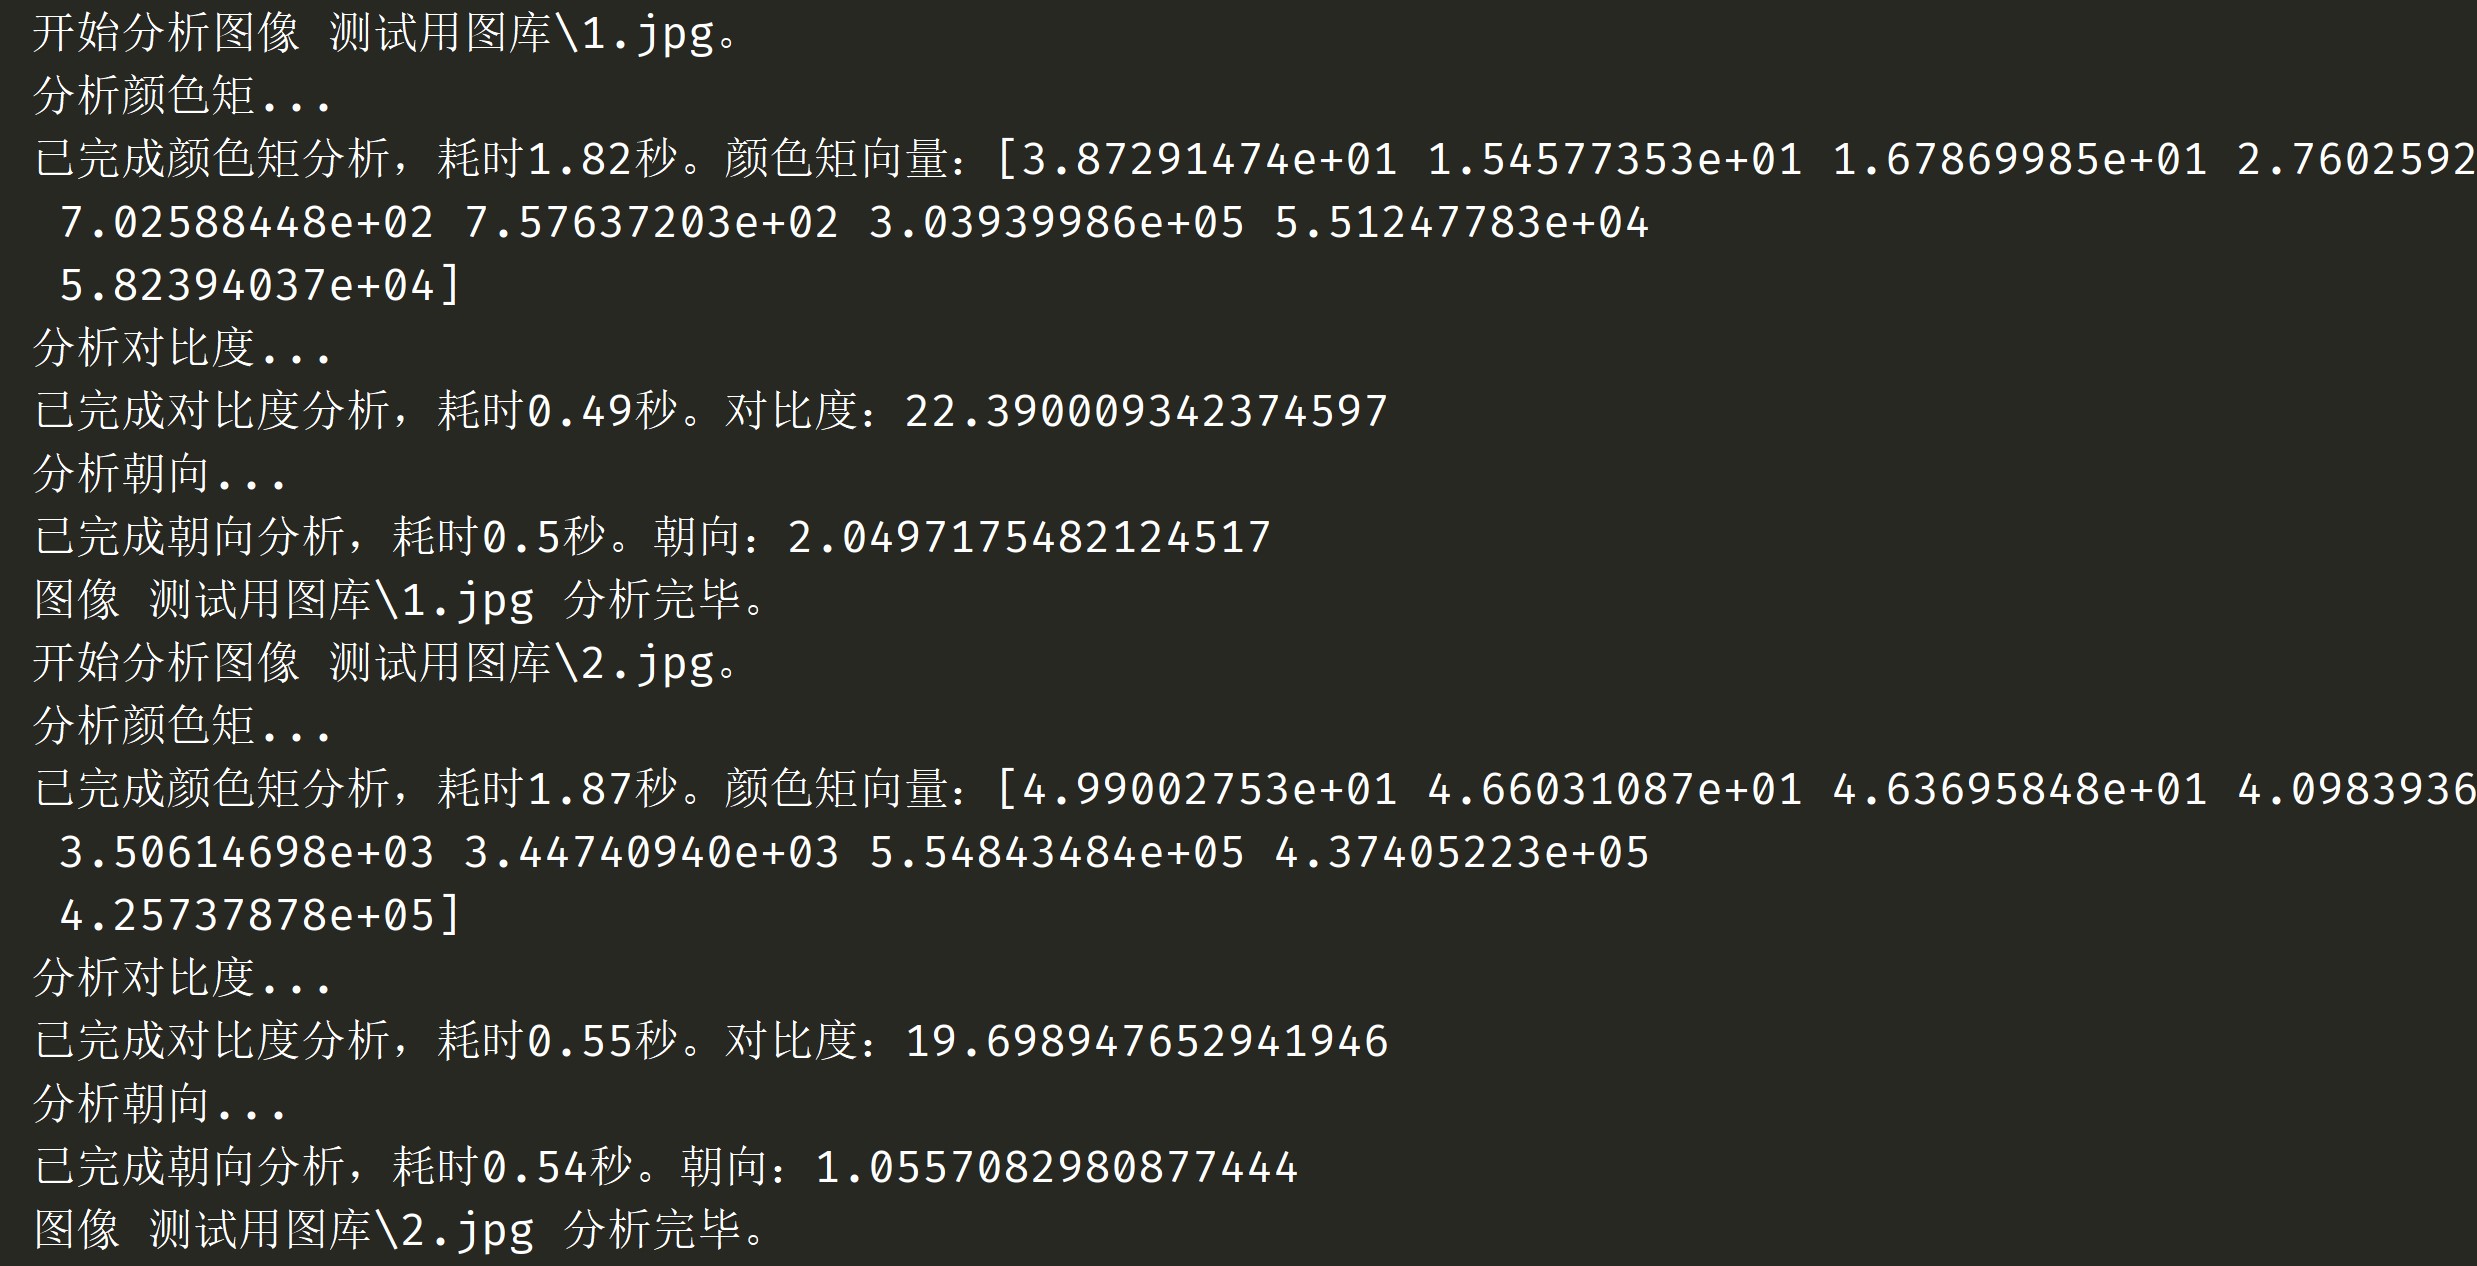 开始分析图像 测试用图库\1.jpg。
分析颜色矩...
已完成颜色矩分析，耗时1.82秒。颜色矩向量：[3.87291474e+01 1.54577353e+01 1.67869985e+01 2.7602592
7.02588448e+02 7.57637203e+02 3.03939986e+05 5.51247783e+04
5.82394037e+04]
分析对比度...
已完成对比度分析，耗时0.49秒。对比度：22.390009342374597
分析朝向...
已完成朝向分析，耗时0.5秒。朝向：2.0497175482124517
图像 测试用图库\1.jpg 分析完毕。
开始分析图像 测试用图库\2.jpg。
分析颜色矩...
已完成颜色矩分析，耗时1.87秒。颜色矩向量：[4.99002753e+01 4.66031087e+01 4.63695848e+01 4.0983936
3.50614698e+03 3.44740940e+03 5.54843484e+05 4.37405223e+05
4.25737878e+05]
分析对比度...
已完成对比度分析，耗时0.55秒。对比度：19.698947652941946
分析朝向...
已完成朝向分析，耗时0.54秒。朝向：1.0557082980877444
图像 测试用图库\2.jpg 分析完毕。